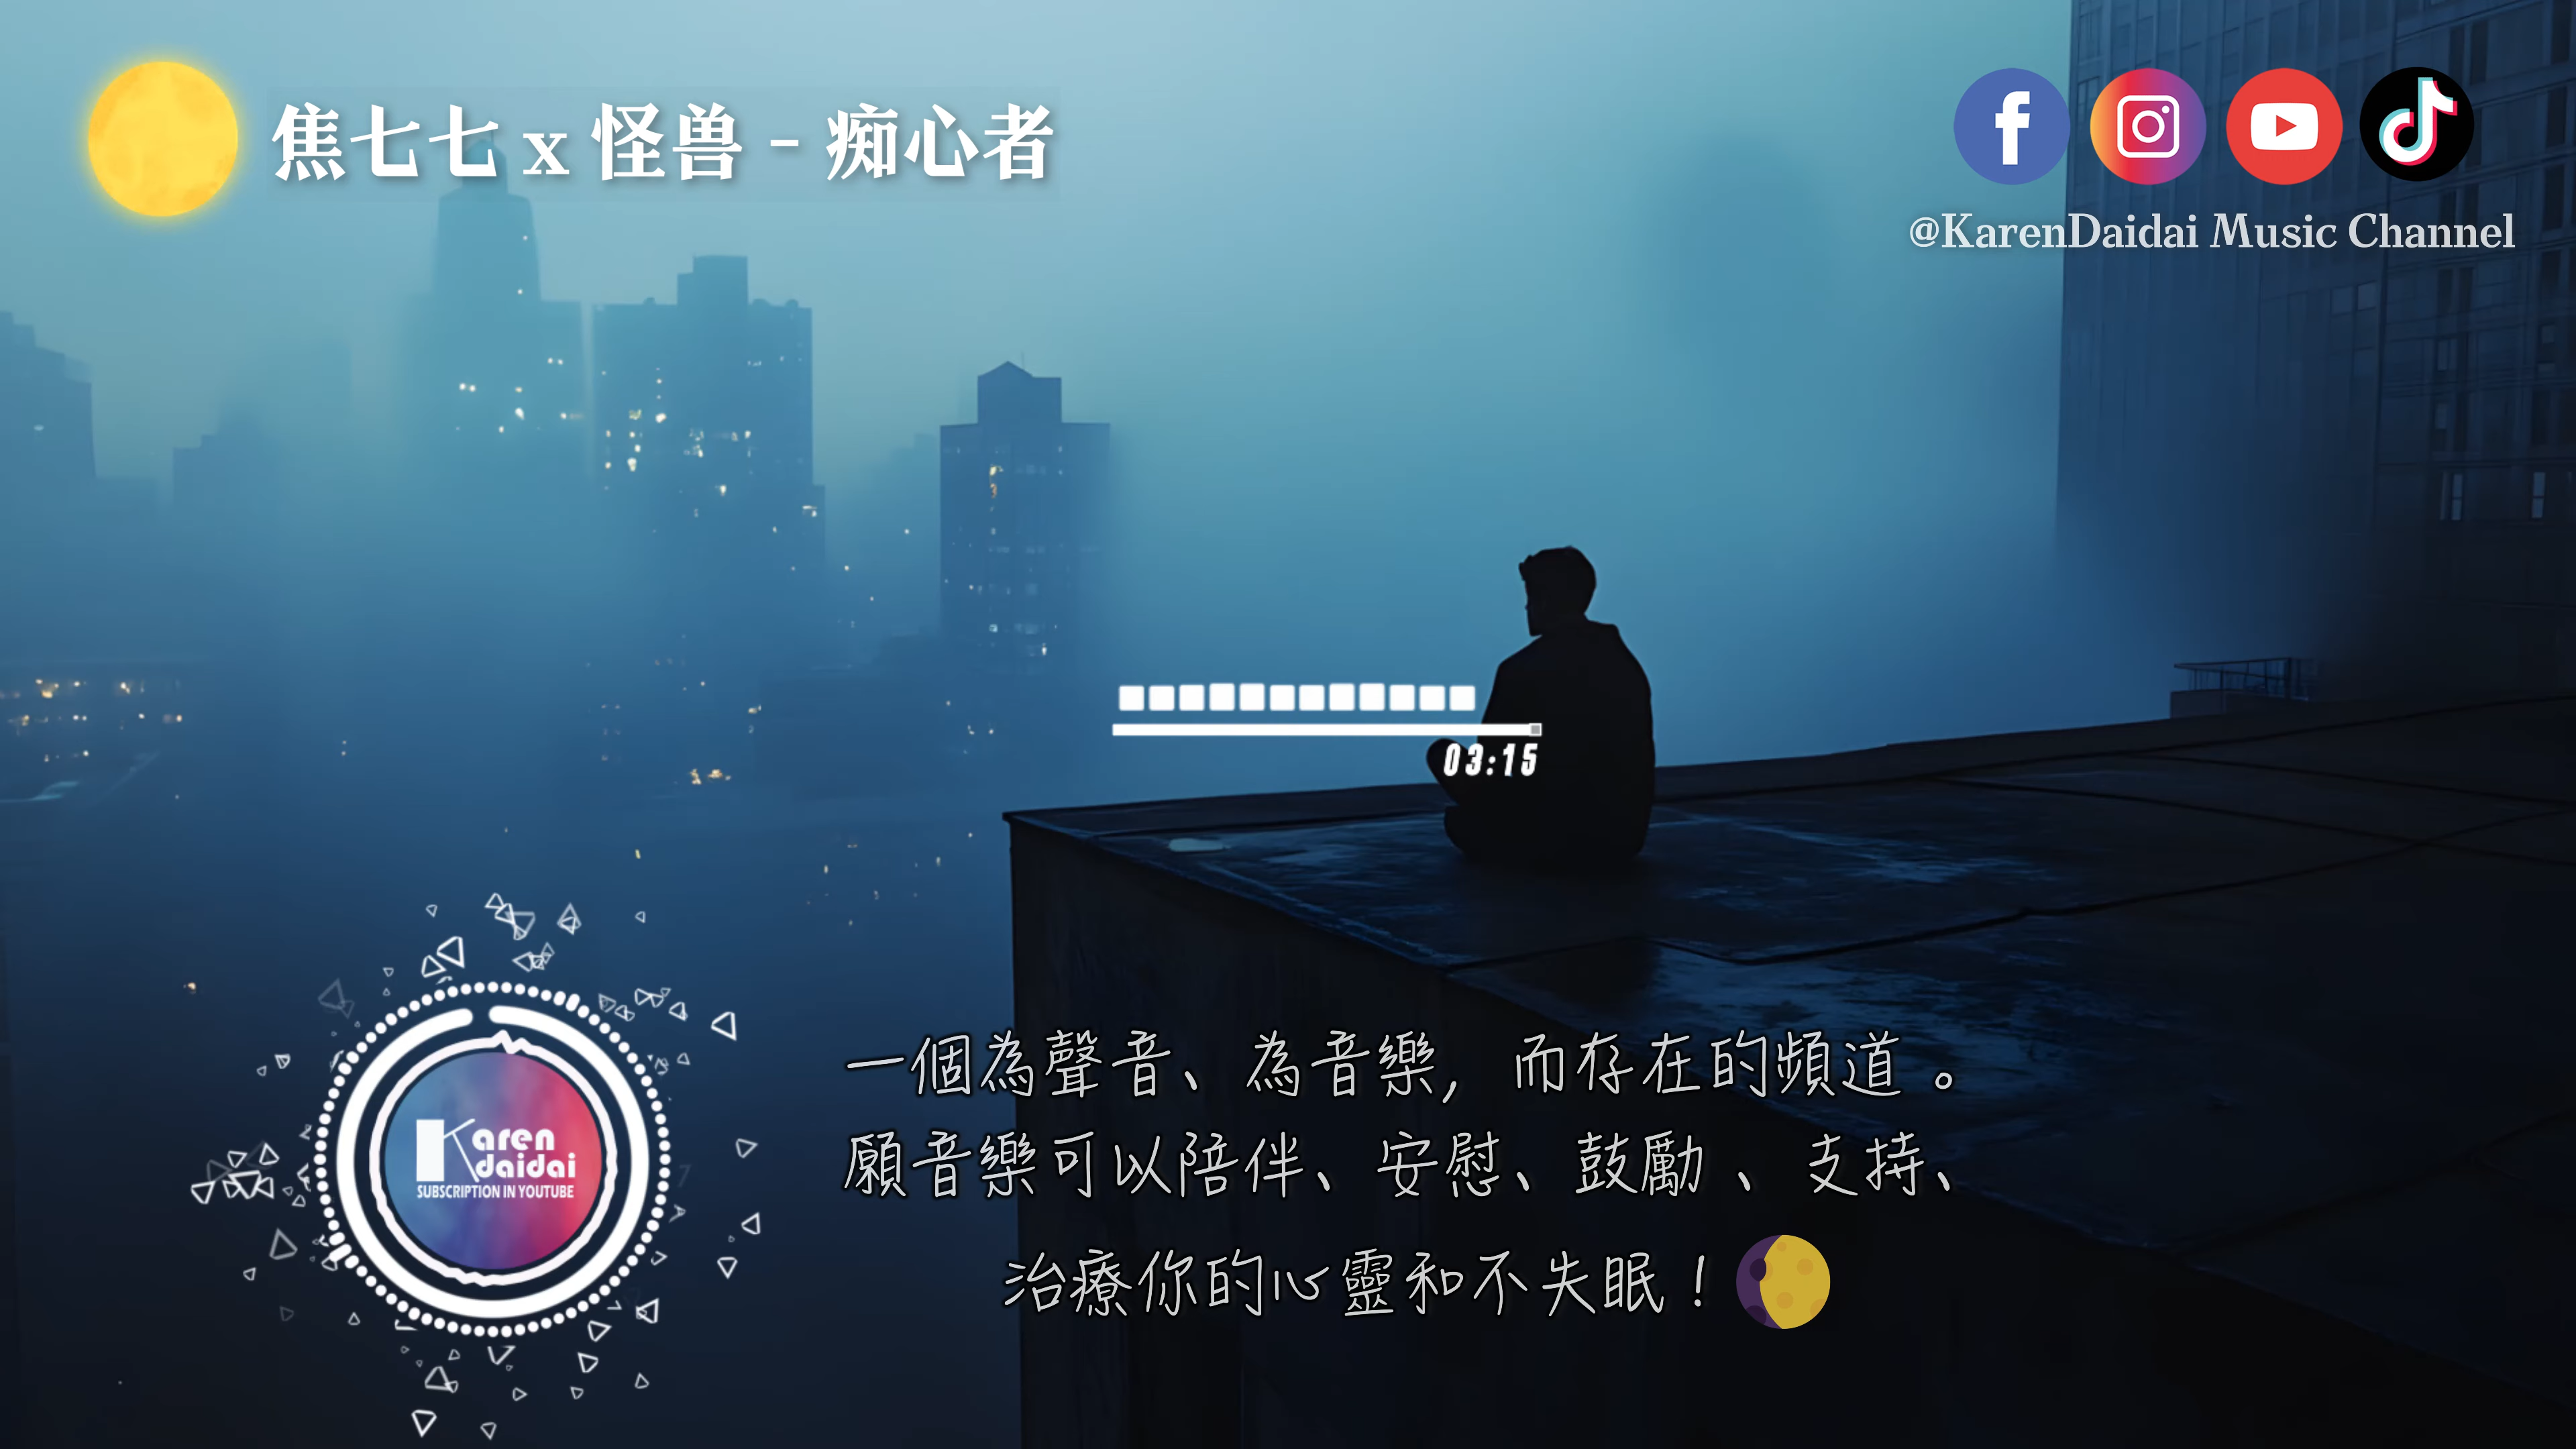 焦七七 x 怪兽 - 痴心者
@KarenDaidai Music Channel
03:15
Karen
daidai
SUBSCRIPTION IN YOUTUBE
一個為聲音、為音樂，而存在的頻道。
願音樂可以陪伴、安慰、鼓勵、支持、
治療你的心靈和不失眠！